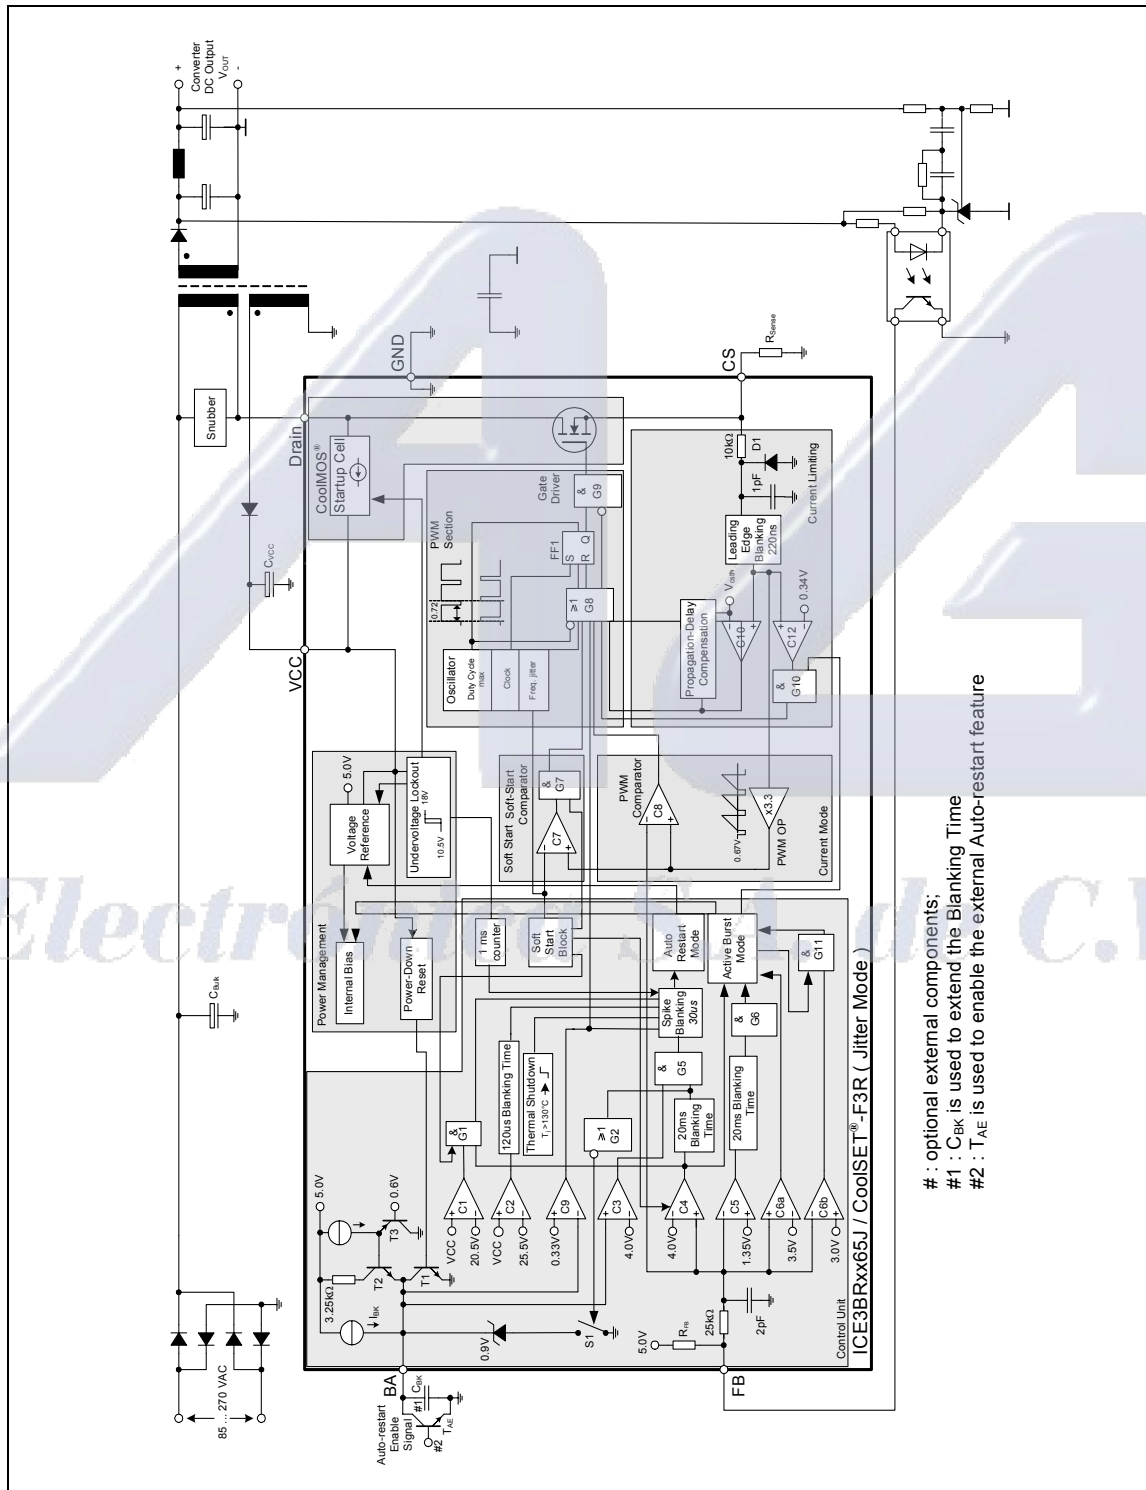 Converter
DC Output
VOUT
+
-
Snubber
CVCC
CBulk
85 ... 270 VAC
GND
CS
RSense
Drain
VCC
CoolMOS®
Startup Cell
PWM
Section
0.72
Oscillator
Duty Cycle
max
Clock
Freq. jitter
Gate
Driver
&
G9
FF1
S
R
Q
≥1
G8
10kΩ
D1
1pF
Current Limiting
Leading
Edge
Blanking
220ns
Vcsth
Propagation-Delay
Compensation
C10
C12
0.34V
&
G10
Power Management
5.0V
Voltage
Reference
Undervoltage Lockout
18V
10.5V
Internal Bias
Power-Down
Reset
Soft Start
Soft-Start
Comparator
&
G7
C7
PWM
Comparator
C8
0.67V
x3.3
PWM OP
Current Mode
1 ms
counter
Soft
Start
Block
Auto
Restart
Mode
Active Burst
Mode
&
G11
Spike
Blanking
30us
&
G6
&
G5
&
G1
120us Blanking Time
Thermal Shutdown
Tj >130°C
≥1
G2
20ms
Blanking
Time
20ms Blanking
Time
5.0V
0.6V
T3
T2
T1
3.25kΩ
IBK
VCC
20.5V
C1
VCC
25.5V
C2
0.33V
C9
4.0V
C3
4.0V
C4
1.35V
C5
3.5V
C6a
3.0V
C6b
0.9V
S1
5.0V
RFB
25kΩ
2pF
Control Unit
ICE3BRxx65J / CoolSET®-F3R ( Jitter Mode )
BA
FB
#1
CBK
Auto-restart
Enable
Signal
#2
TAE
# : optional external components;
#1 : CBK is used to extend the Blanking Time
#2 : TAE is used to enable the external Auto-restart feature
Electrónica S.A. de C.V